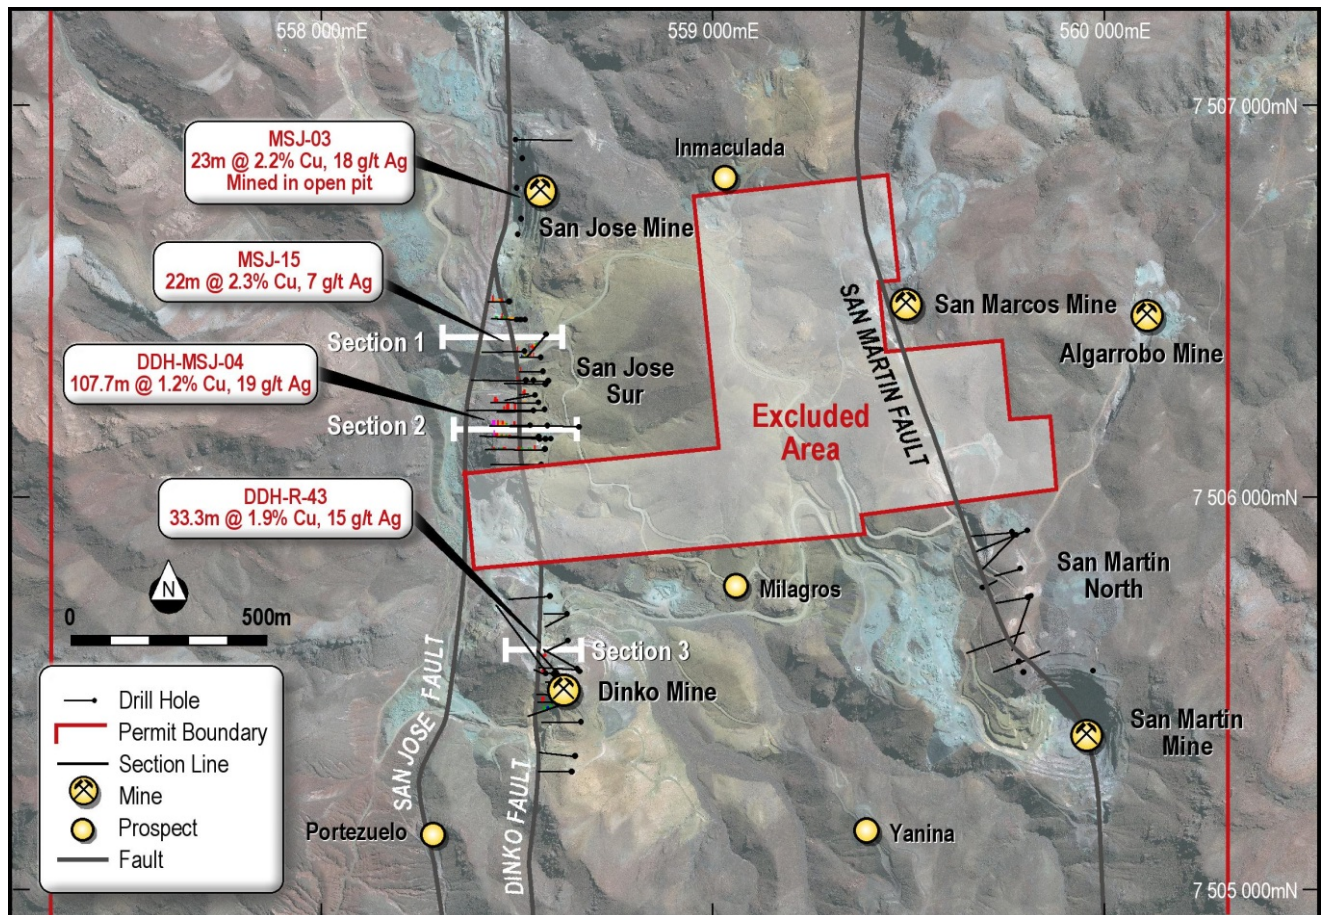 558 000mE
559 000mE
560 000mE
7 507 000mN
MSJ-03
23m @ 2.2% Cu, 18 g/t Ag
Mined in open pit
Inmaculada
San Jose Mine
MSJ-15
22m @ 2.3% Cu, 7 g/t Ag
Section 1
San Marcos Mine
Algarrobo Mine
SAN MARTIN FAULT
DDH-MSJ-04
107.7m @ 1.2% Cu, 19 g/t Ag
San Jose
Sur
Section 2
Excluded
Area
DDH-R-43
33.3m @ 1.9% Cu, 15 g/t Ag
7 506 000mN
San Martin
North
Milagros
N
0
500m
Section 3
Dinko Mine
San Martin
Mine
SAN JOSE FAULT
DINKO FAULT
Portezuelo
Yanina
7 505 000mN
Drill Hole
Permit Boundary
Section Line
Mine
Prospect
Fault